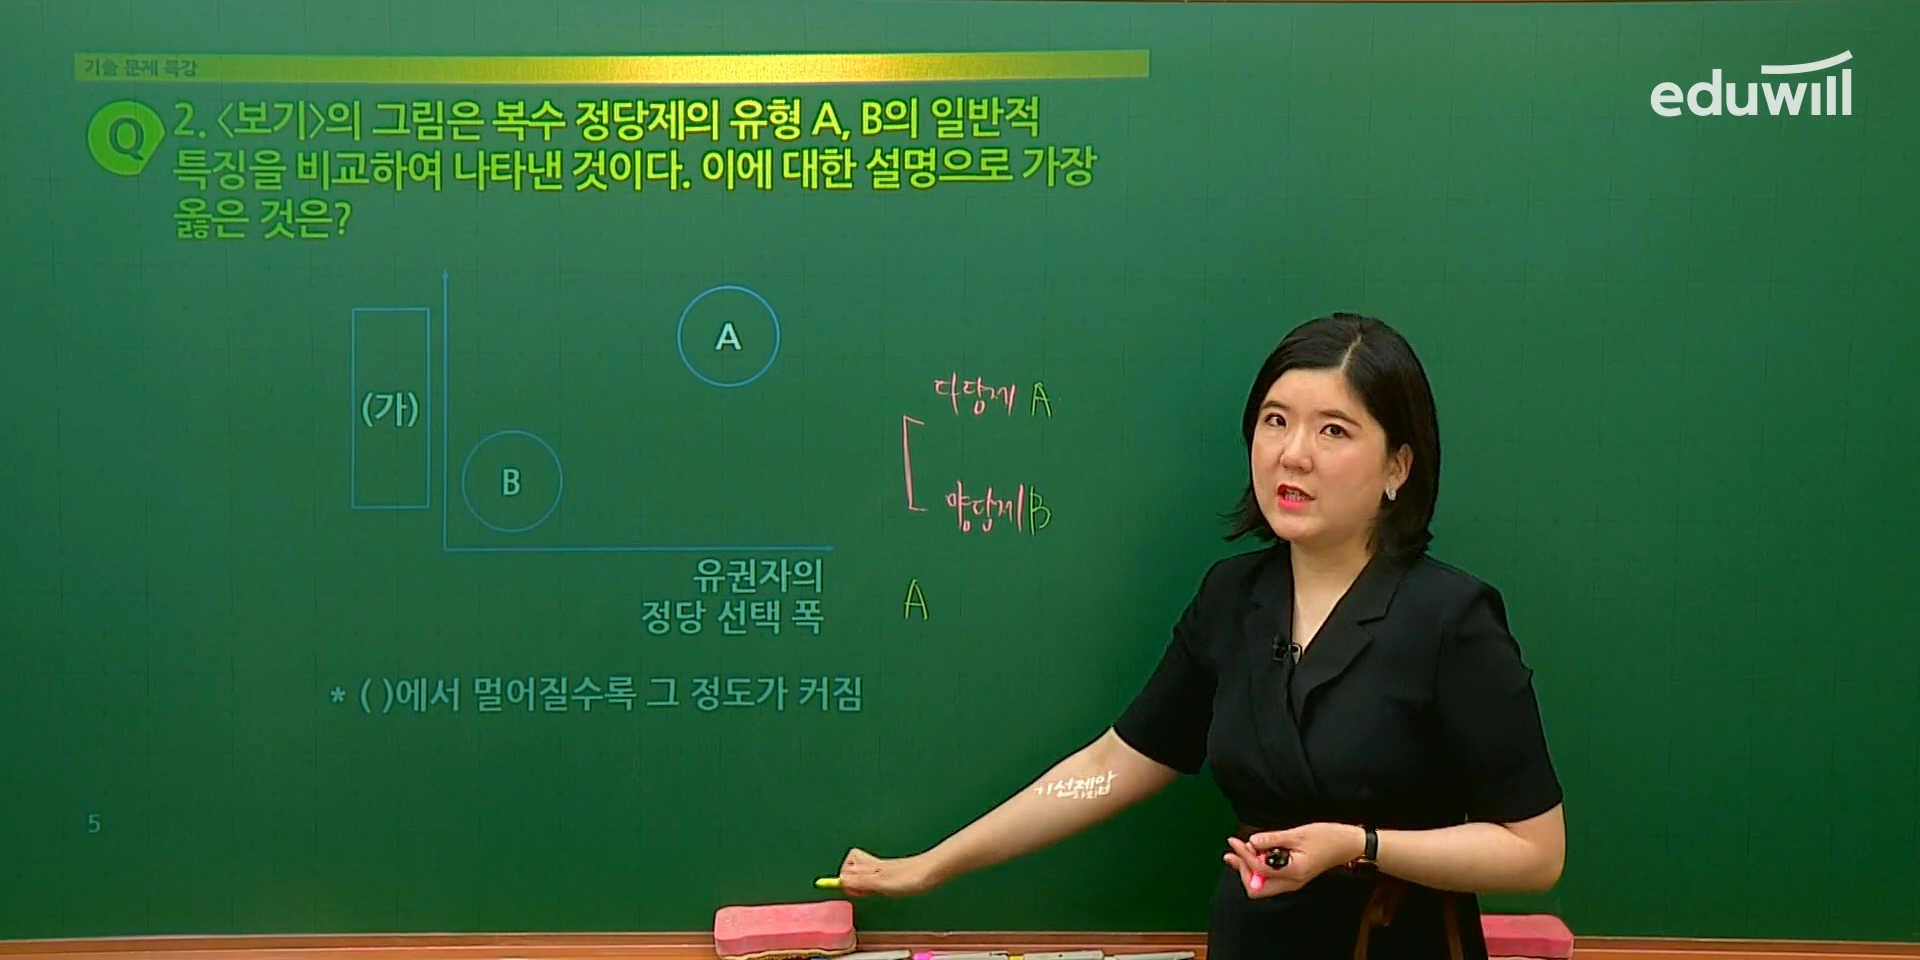 기출 문제 특강
eduwill
Q
2. <보기>의 그림은 복수 정당제의 유형 A, B의 일반적
특징을 비교하여 나타낸 것이다. 이에 대한 설명으로 가장
옳은 것은?
A
(가)
B
다당제 A
양당제 B
유권자의
정당 선택 폭
A
* ( )에서 멀어질수록 그 정도가 커짐
기선제압
5